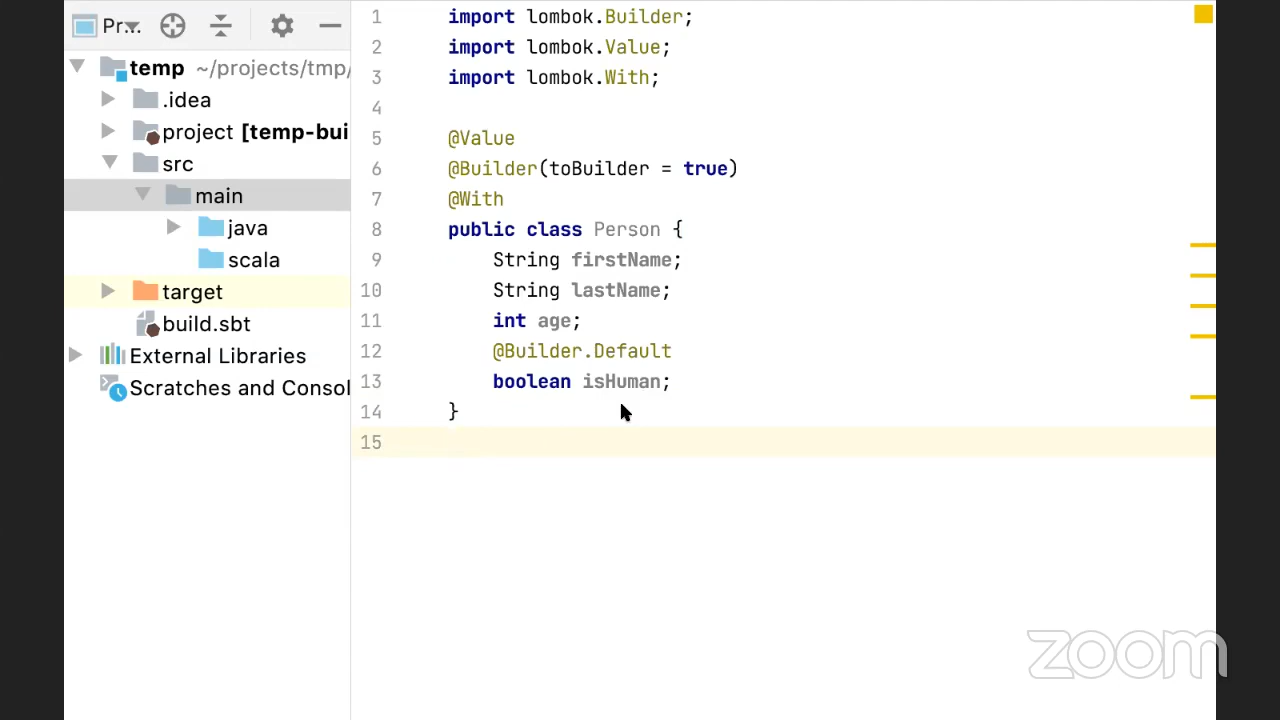 Pr...
temp ~/projects/tmp/
.idea
project [temp-bui
src
main
java
scala
target
build.sbt
External Libraries
Scratches and Consol
1 import lombok.Builder;
2 import lombok.Value;
3 import lombok.With;
4
5 @Value
6 @Builder(toBuilder = true)
7 @With
8 public class Person {
9 String firstName;
10 String lastName;
11 int age;
12 @Builder.Default
13 boolean isHuman;
14 }
15
zoom